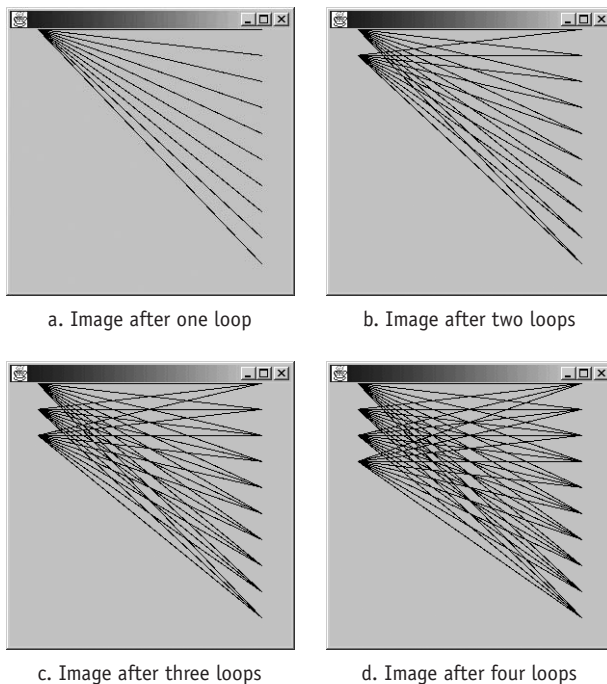 a. Image after one loop
b. Image after two loops
c. Image after three loops
d. Image after four loops